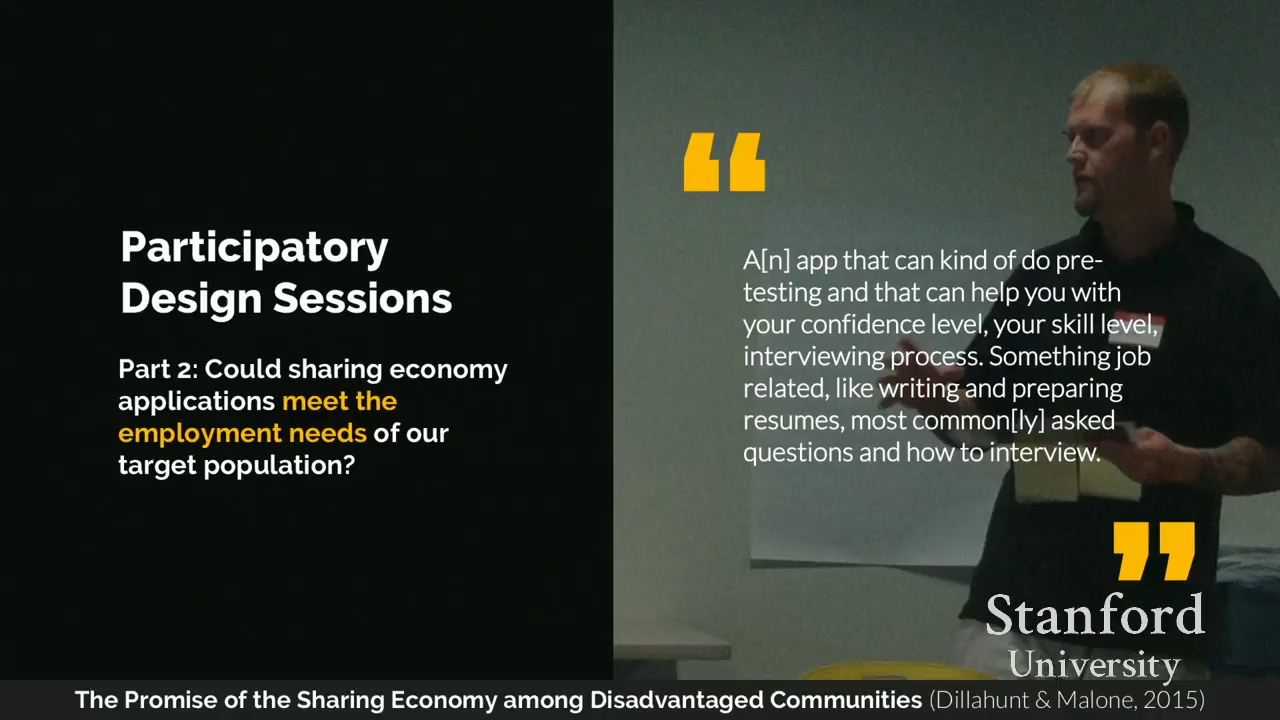 Participatory
Design Sessions
Part 2: Could sharing economy
applications meet the
employment needs of our
target population?
“
A[n] app that can kind of do pre-
testing and that can help you with
your confidence level, your skill level,
interviewing process. Something job
related, like writing and preparing
resumes, most common[ly] asked
questions and how to interview.
”
Stanford
University
The Promise of the Sharing Economy among Disadvantaged Communities (Dillahunt & Malone, 2015)